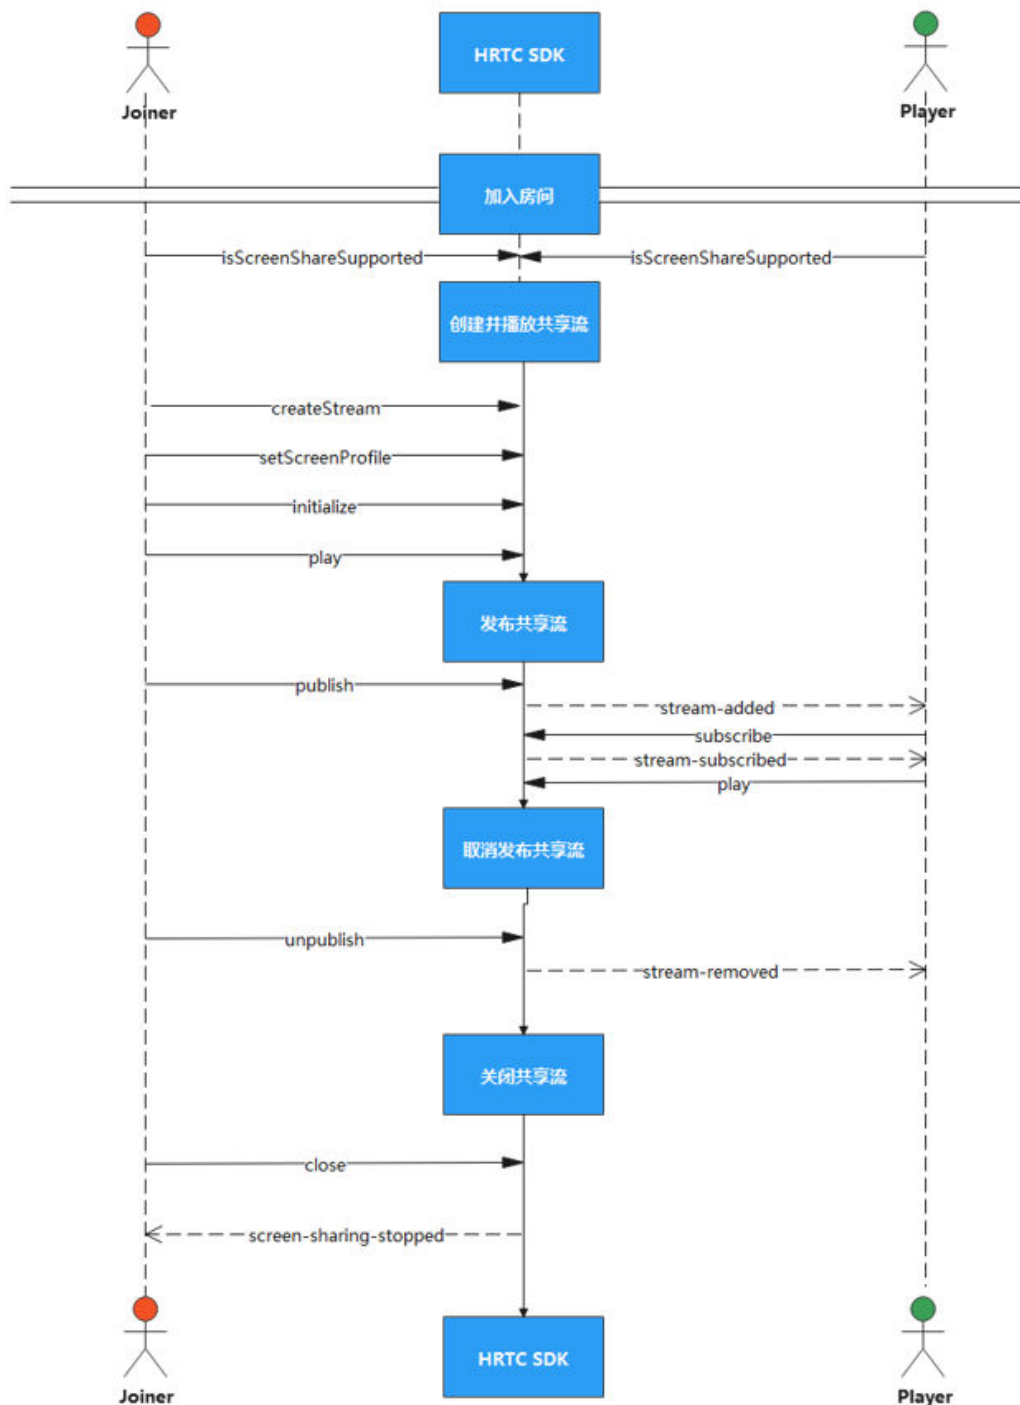 HRTC SDK
Joiner
Player
加入房间
isScreenShareSupported
isScreenShareSupported
创建并播放共享流
createStream
setScreenProfile
initialize
play
发布共享流
publish
stream-added
subscribe
stream-subscribed
play
取消发布共享流
unpublish
stream-removed
关闭共享流
close
screen-sharing-stopped
HRTC SDK
Joiner
Player